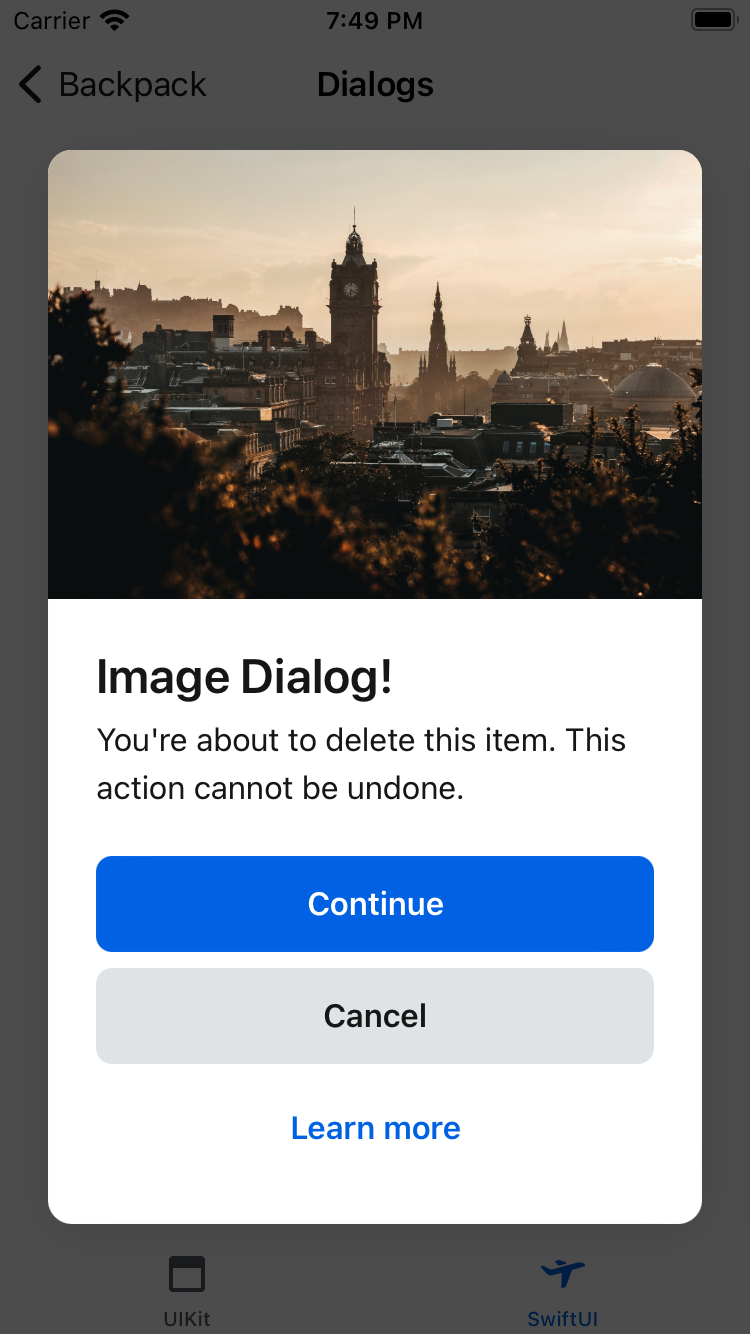 Carrier 7:49 PM
Backpack Dialogs
Image Dialog!
You're about to delete this item. This
action cannot be undone.
Continue
Cancel
Learn more
UIKit SwiftUI